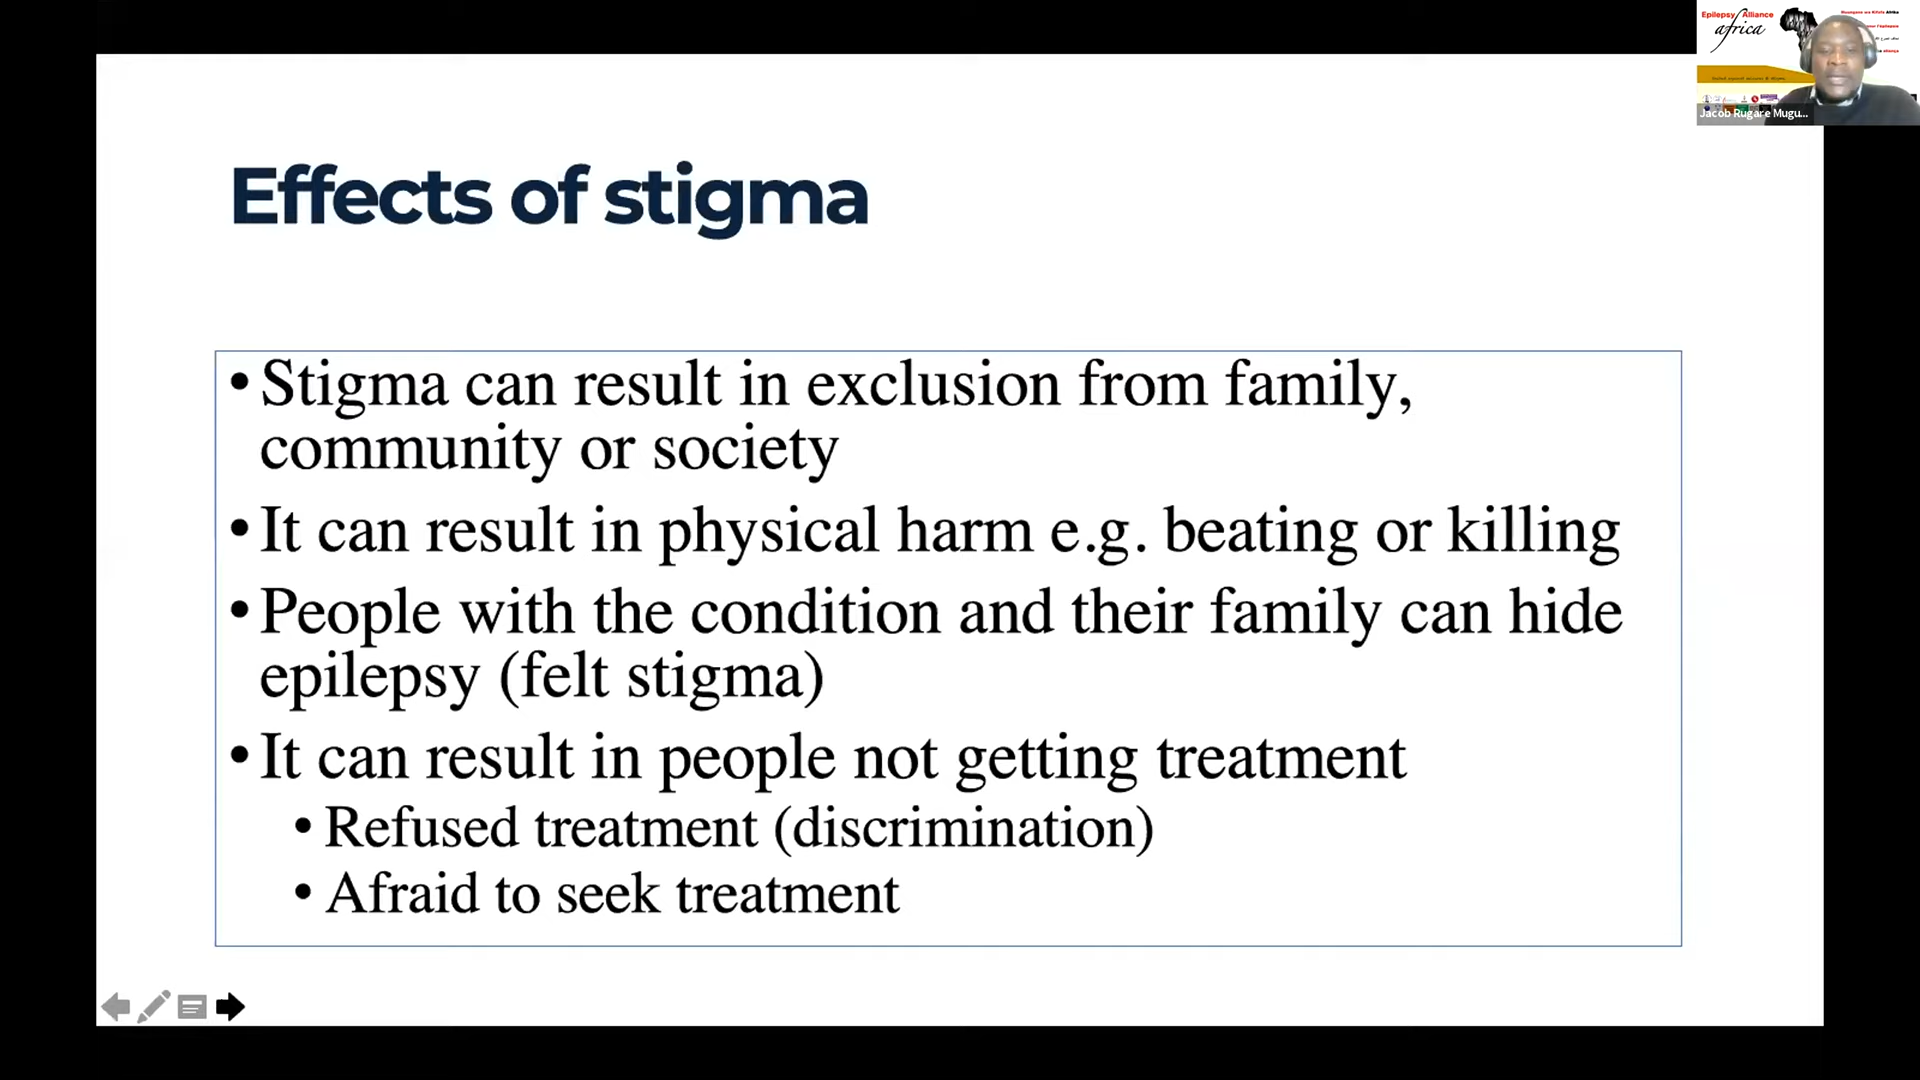 Effects of stigma
• Stigma can result in exclusion from family,
community or society
• It can result in physical harm e.g. beating or killing
• People with the condition and their family can hide
epilepsy (felt stigma)
• It can result in people not getting treatment
• Refused treatment (discrimination)
• Afraid to seek treatment
Epilepsy Alliance
africa
Jacob Rugare Mugu...